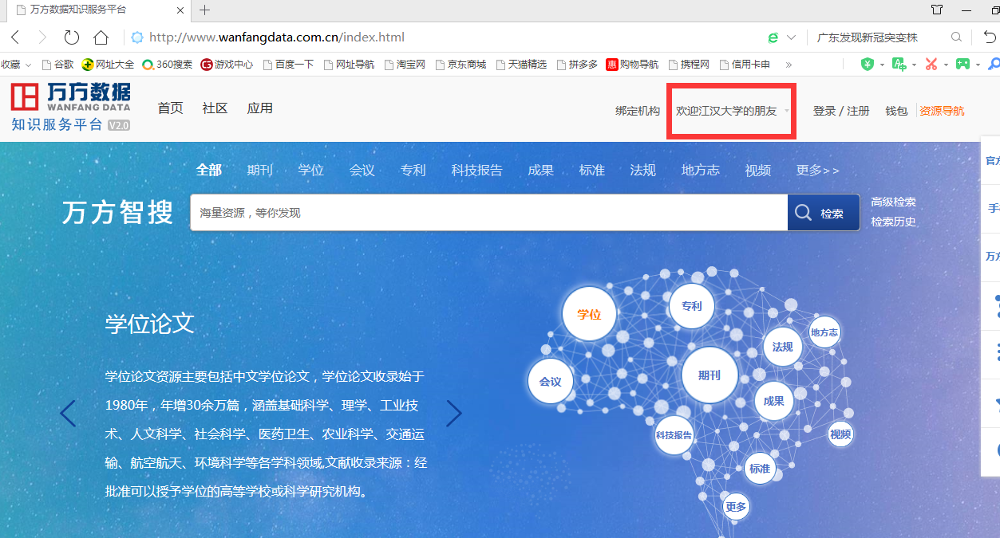 万方数据知识服务平台
http://www.wanfangdata.com.cn/index.html
广东发现新冠突变株
收藏 谷歌 网址大全 360搜索 游戏中心 百度一下 网址导航 淘宝网 京东商城 天猫精选 拼多多 惠 购物导航 携程网 信用卡申 »
万方数据
WANFANG DATA
知识服务平台 V2.0
首页 社区 应用
绑定机构 欢迎江汉大学的朋友 登录 / 注册 钱包 资源导航
全部 期刊 学位 会议 专利 科技报告 成果 标准 法规 地方志 视频 更多>>
万方智搜
海量资源，等你发现
检索
高级检索
检索历史
官方
手
万方
学位论文
学位论文资源主要包括中文学位论文，学位论文收录始于
1980年，年增30余万篇，涵盖基础科学、理学、工业技
术、人文科学、社会科学、医药卫生、农业科学、交通运
输、航空航天、环境科学等各学科领域,文献收录来源：经
批准可以授予学位的高等学校或科学研究机构。
学位
专利
地方志
法规
会议
期刊
成果
科技报告
视频
标准
更多